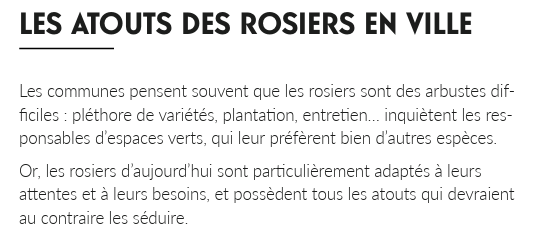 LES ATOUTS DES ROSIERS EN VILLE
Les communes pensent souvent que les rosiers sont des arbustes dif-
ficiles : pléthore de variétés, plantation, entretien... inquiètent les res-
ponsables d'espaces verts, qui leur préfèrent bien d'autres espèces.
Or, les rosiers d'aujourd'hui sont particulièrement adaptés à leurs
attentes et à leurs besoins, et possèdent tous les atouts qui devraient
au contraire les séduire.